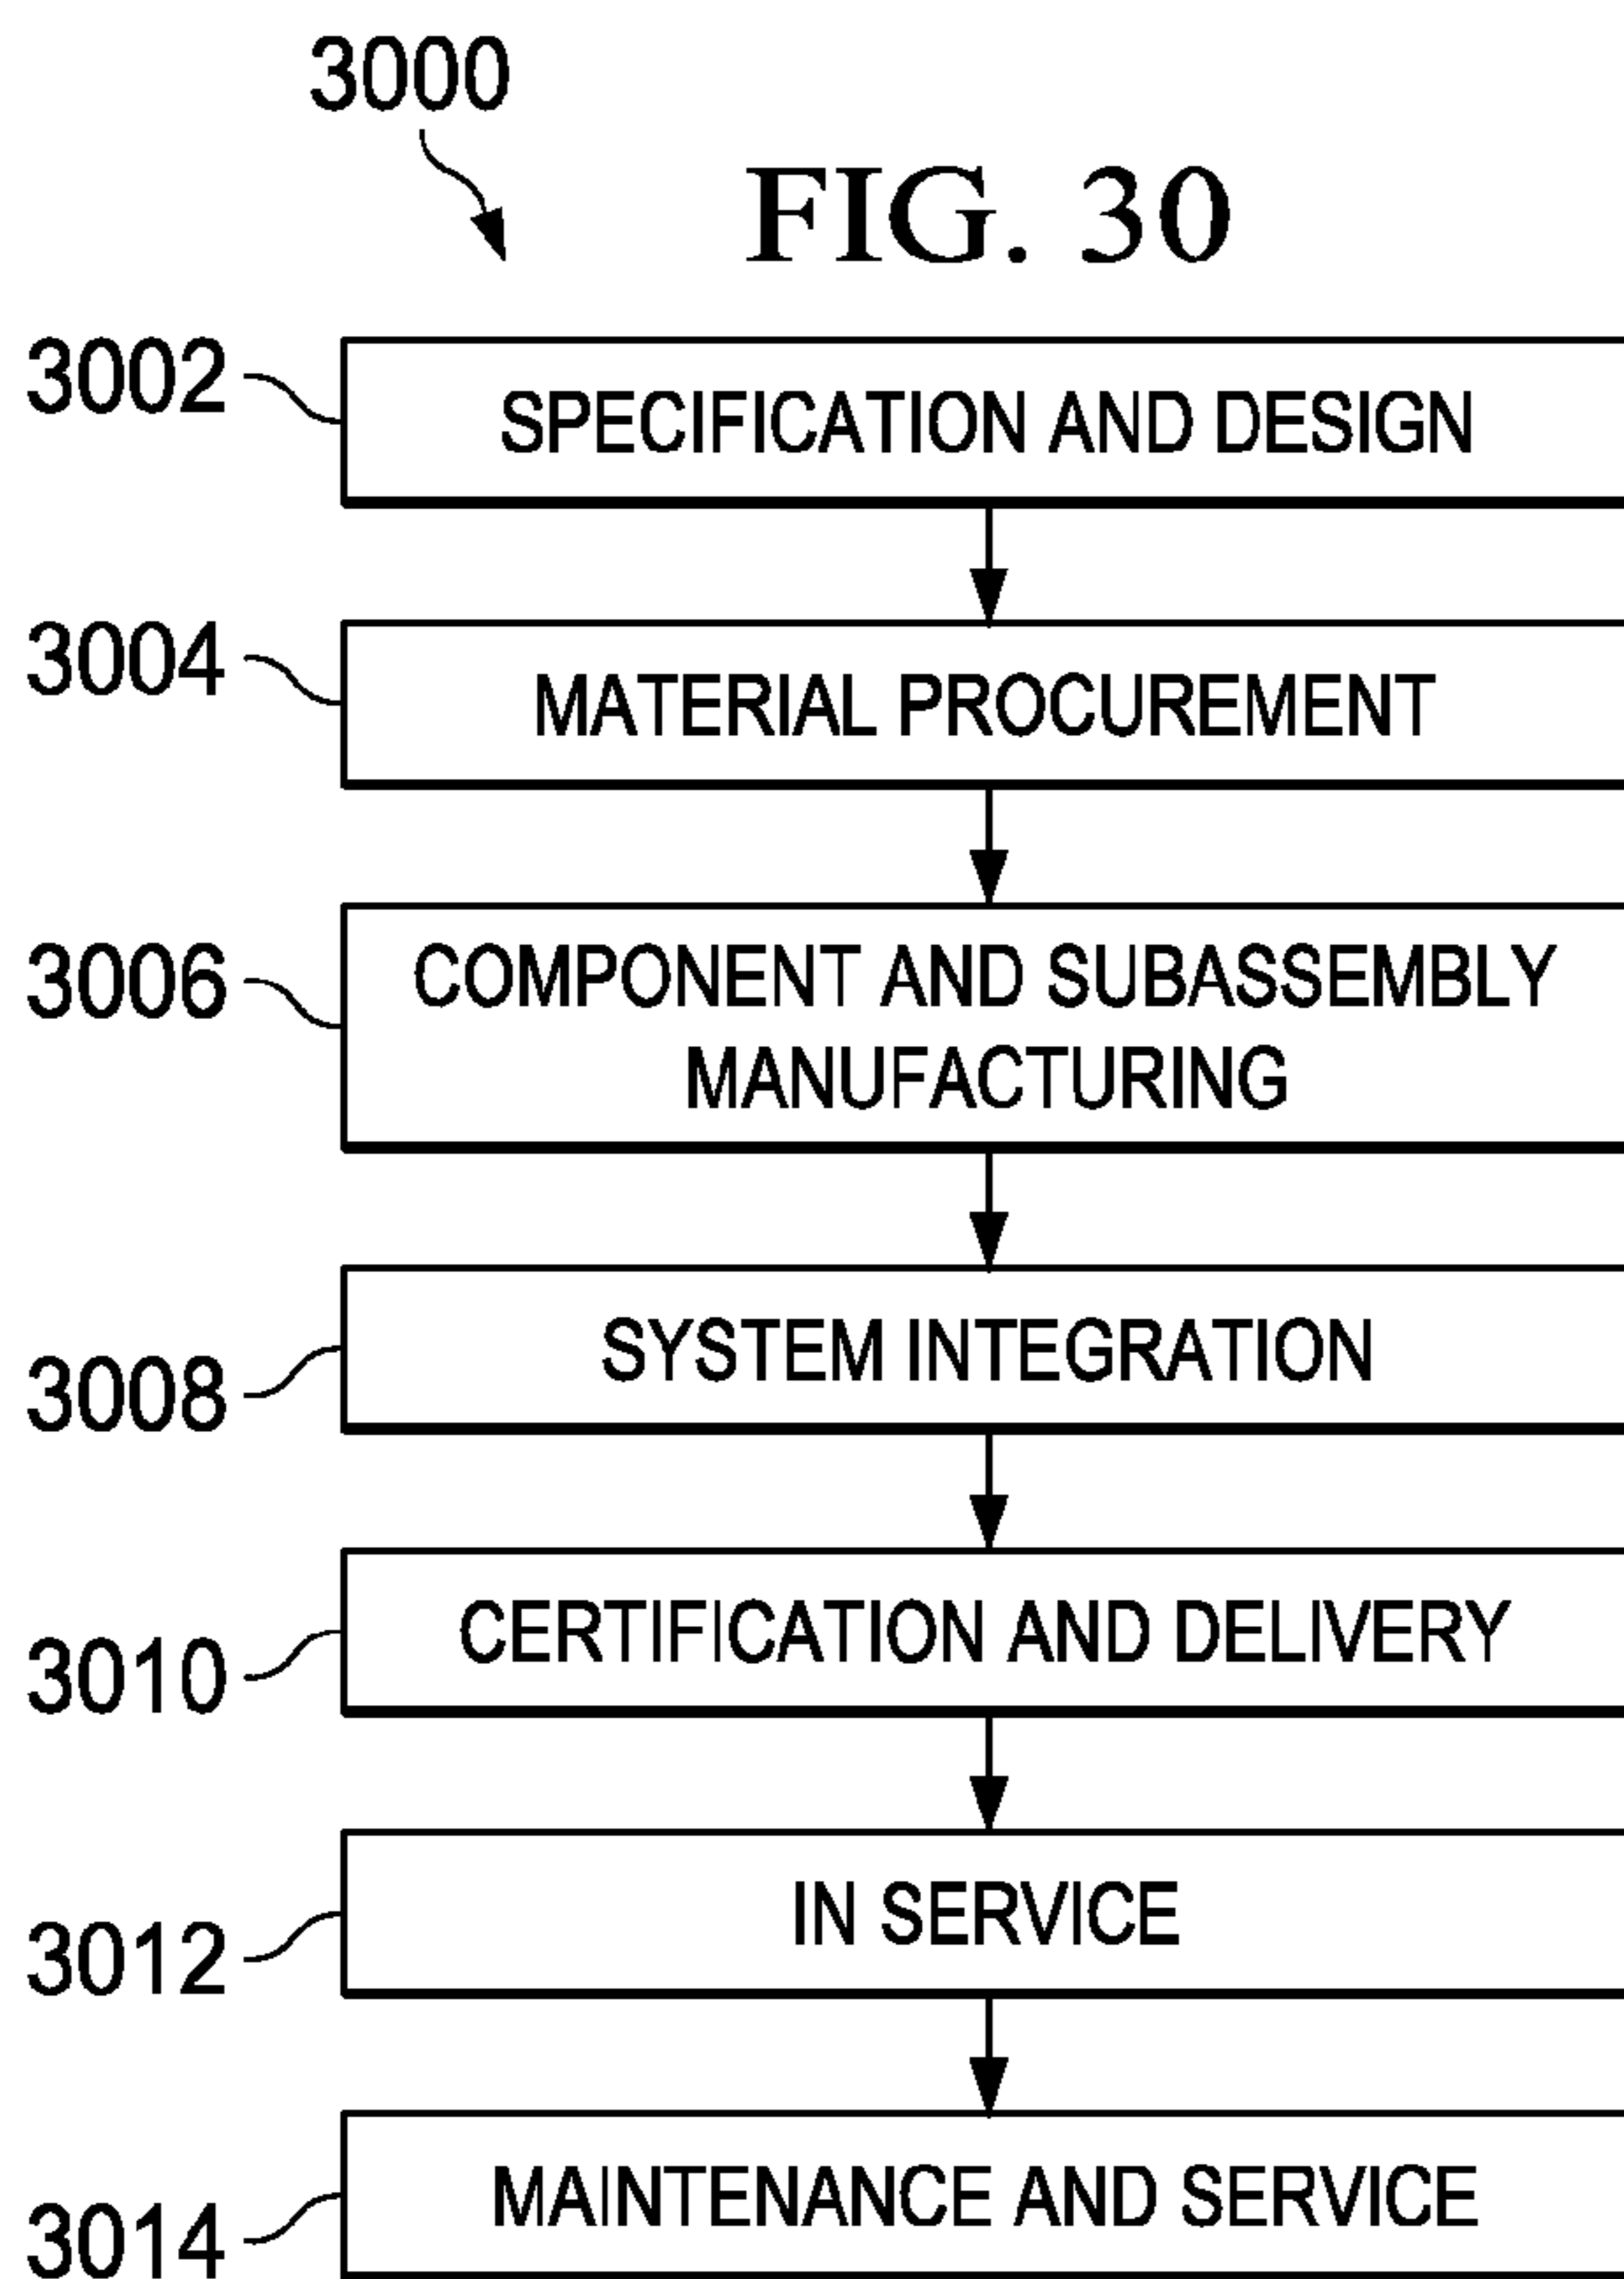 3000
FIG. 30
3002
SPECIFICATION AND DESIGN
3004
MATERIAL PROCUREMENT
3006
COMPONENT AND SUBASSEMBLY
MANUFACTURING
3008
SYSTEM INTEGRATION
3010
CERTIFICATION AND DELIVERY
3012
IN SERVICE
3014
MAINTENANCE AND SERVICE